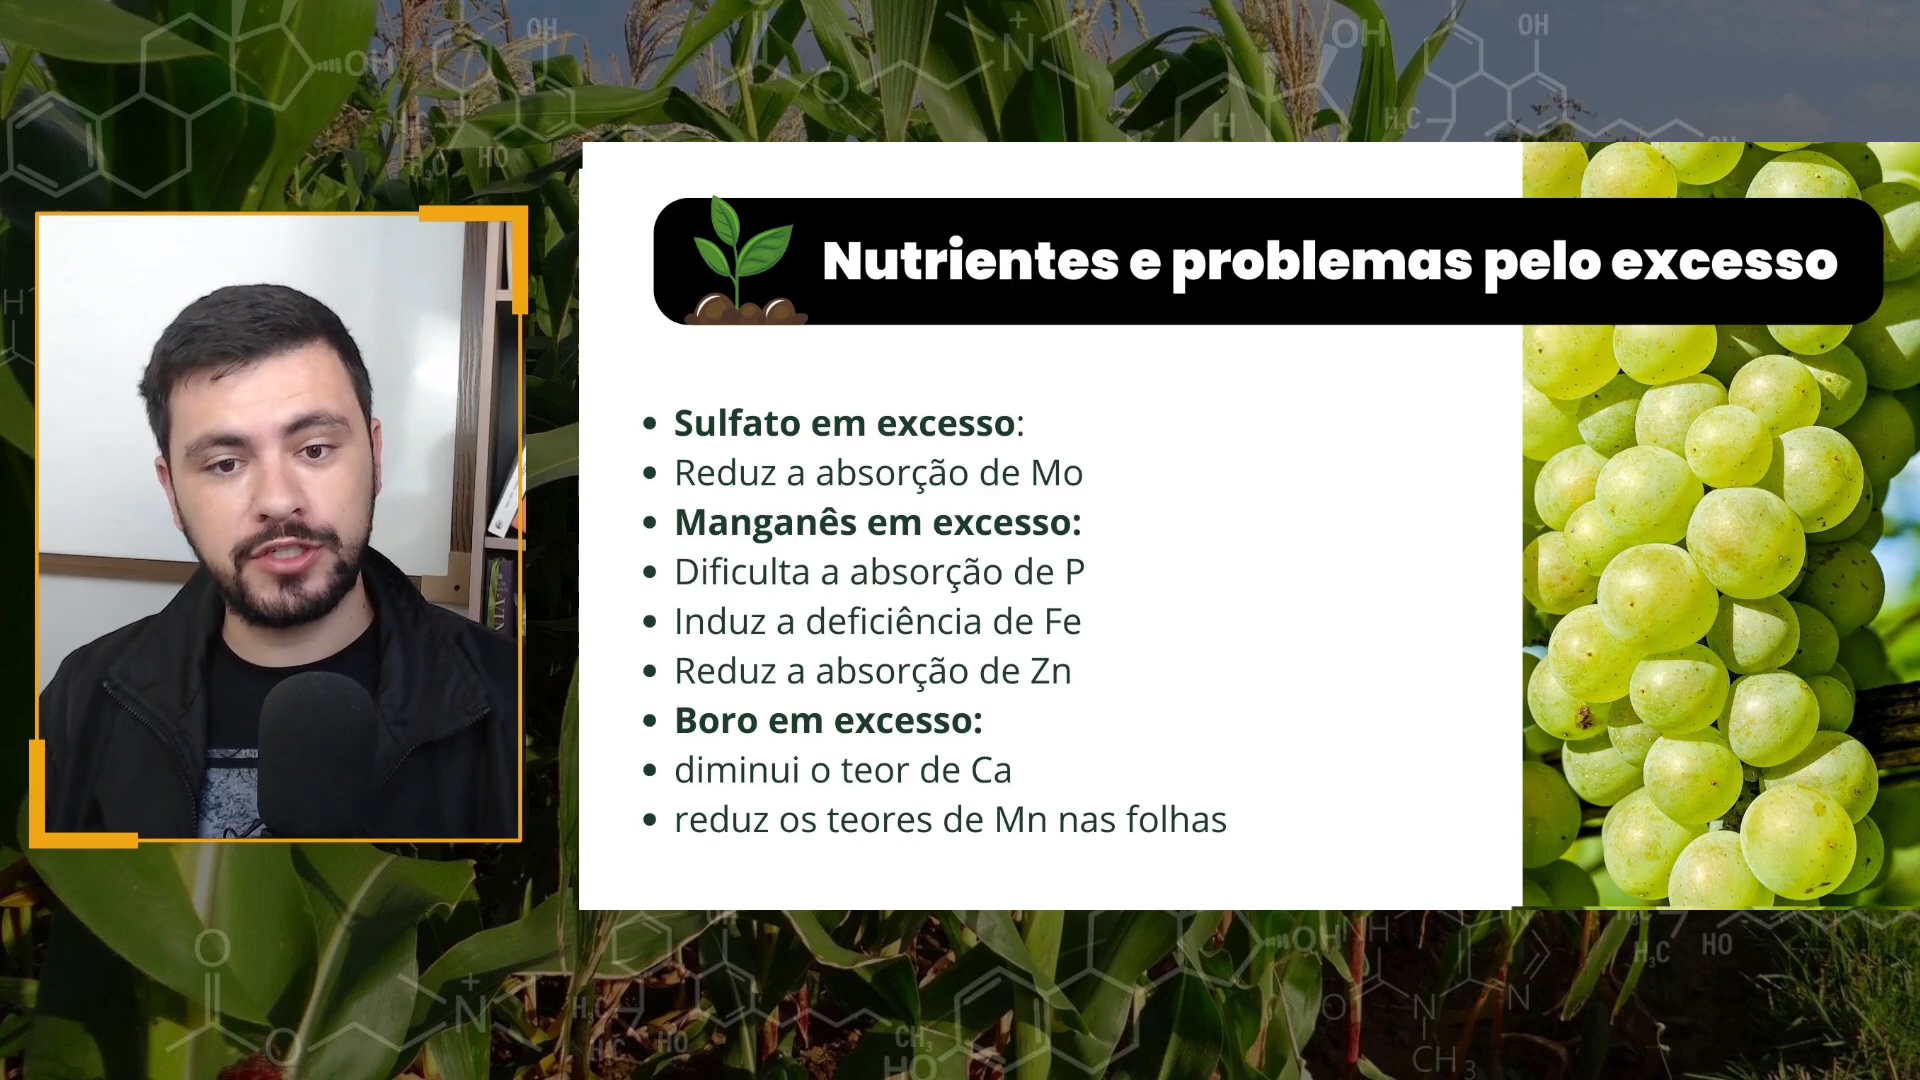 Nutrientes e problemas pelo excesso
Sulfato em excesso:
Reduz a absorção de Mo
Manganês em excesso:
Dificulta a absorção de P
Induz a deficiência de Fe
Reduz a absorção de Zn
Boro em excesso:
diminui o teor de Ca
reduz os teores de Mn nas folhas